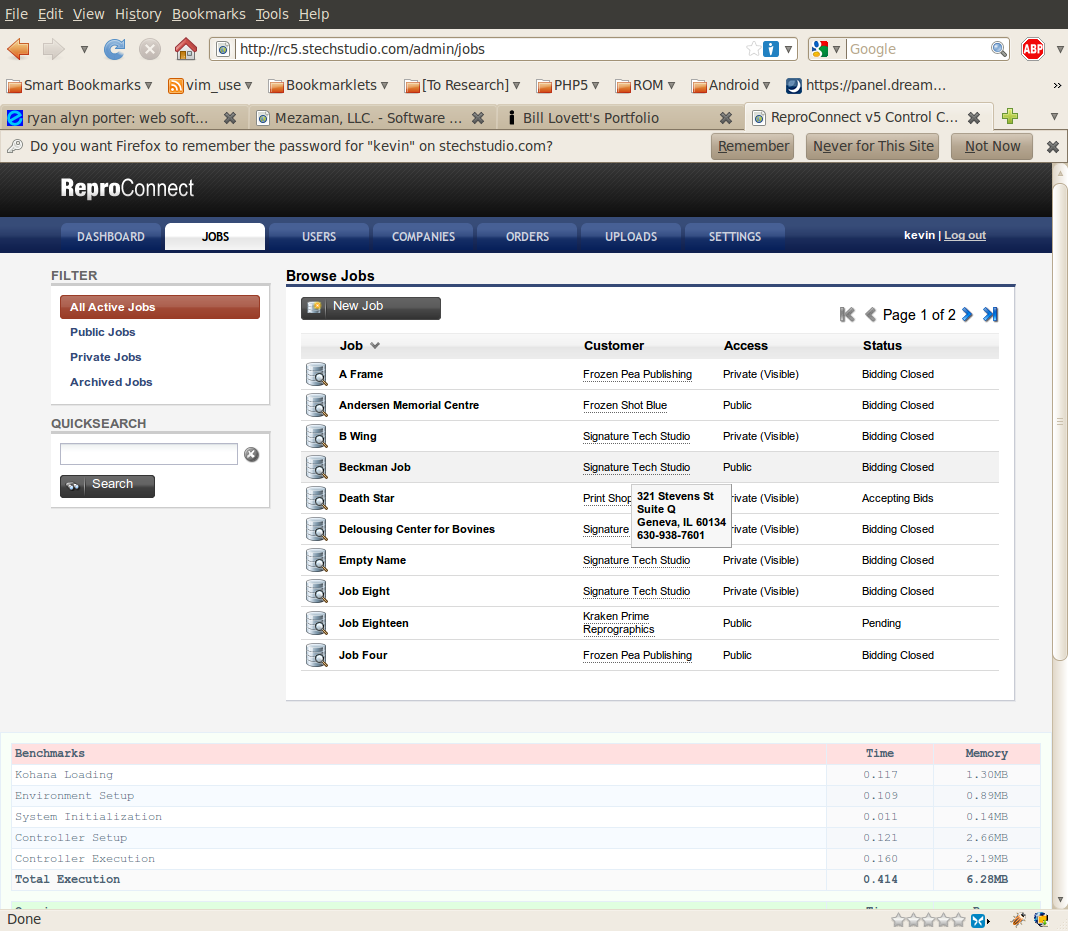 File Edit View History Bookmarks Tools Help
http://rc5.stechstudio.com/admin/jobs
Google
ABP
Smart Bookmarks vim_use Bookmarklets [To Research] PHP5 ROM Android https://panel.dream... »
ryan alyn porter: web soft... Mezaman, LLC. - Software ... Bill Lovett's Portfolio ReproConnect v5 Control C...
Do you want Firefox to remember the password for "kevin" on stechstudio.com? Remember Never for This Site Not Now
ReproConnect
DASHBOARD JOBS USERS COMPANIES ORDERS UPLOADS SETTINGS kevin | Log out
FILTER
All Active Jobs
Public Jobs
Private Jobs
Archived Jobs
QUICKSEARCH
Search
Browse Jobs
New Job
Page 1 of 2
Job Customer Access Status
A Frame Frozen Pea Publishing Private (Visible) Bidding Closed
Andersen Memorial Centre Frozen Shot Blue Public Bidding Closed
B Wing Signature Tech Studio Private (Visible) Bidding Closed
Beckman Job Signature Tech Studio Public Bidding Closed
Death Star Print Shop rivate (Visible) Accepting Bids
Delousing Center for Bovines Signature rivate (Visible) Bidding Closed
321 Stevens St
Suite Q
Geneva, IL 60134
630-938-7601
Empty Name Signature Tech Studio Private (Visible) Bidding Closed
Job Eight Signature Tech Studio Private (Visible) Bidding Closed
Job Eighteen Kraken Prime Reprographics Public Pending
Job Four Frozen Pea Publishing Public Bidding Closed
Benchmarks Time Memory
Kohana Loading 0.117 1.30MB
Environment Setup 0.109 0.89MB
System Initialization 0.011 0.14MB
Controller Setup 0.121 2.66MB
Controller Execution 0.160 2.19MB
Total Execution 0.414 6.28MB
Done